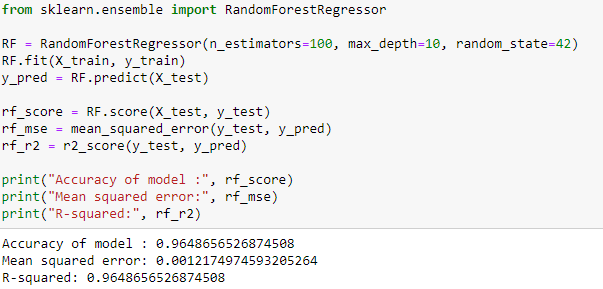 from sklearn.ensemble import RandomForestRegressor
RF = RandomForestRegressor(n_estimators=100, max_depth=10, random_state=42)
RF.fit(X_train, y_train)
y_pred = RF.predict(X_test)
rf_score = RF.score(X_test, y_test)
rf_mse = mean_squared_error(y_test, y_pred)
rf_r2 = r2_score(y_test, y_pred)
print("Accuracy of model :", rf_score)
print("Mean squared error:", rf_mse)
print("R-squared:", rf_r2)
Accuracy of model : 0.9648656526874508
Mean squared error: 0.0012174974593205264
R-squared: 0.9648656526874508